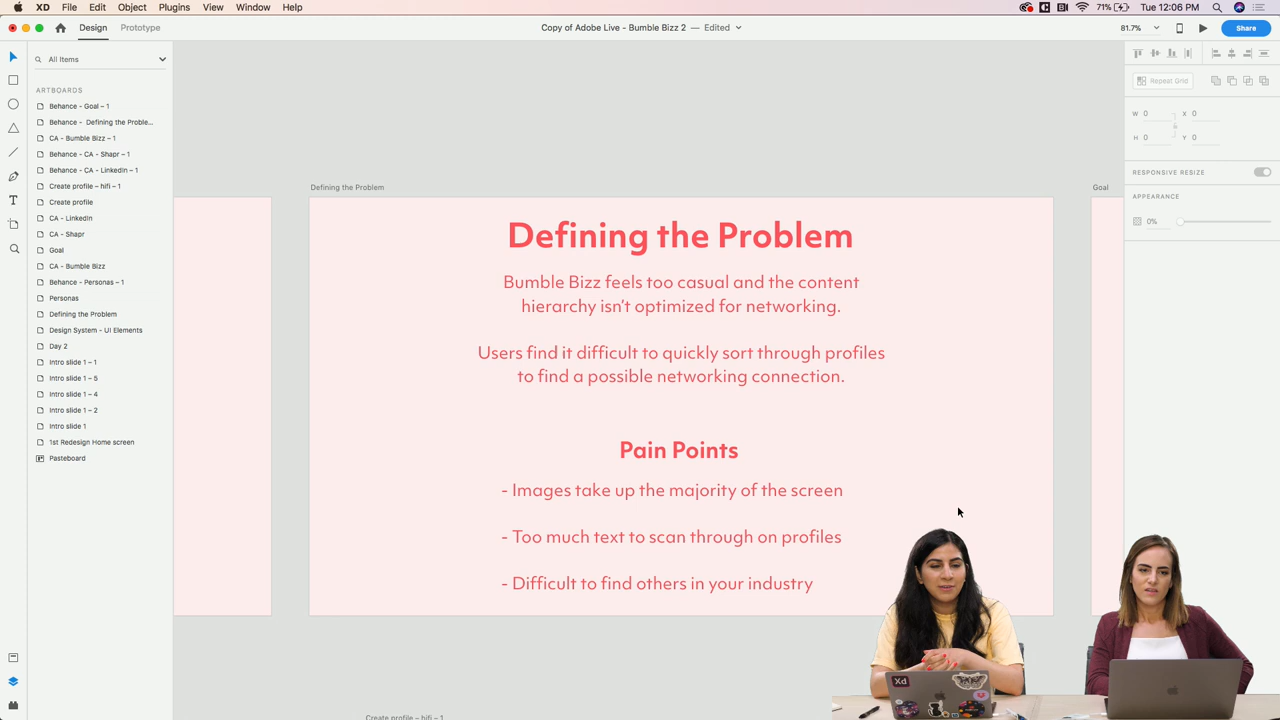 XD File Edit Object Plugins View Window Help 71% Tue 12:06 PM
Design Prototype Copy of Adobe Live - Bumble Bizz 2 — Edited 81.7% Share
All Items
ARTBOARDS
Behance - Goal – 1
Behance - Defining the Proble...
CA - Bumble Bizz – 1
Behance - CA - Shapr – 1
Behance - CA - LinkedIn – 1
Create profile – hifi – 1
Create profile
CA - LinkedIn
CA - Shapr
Goal
CA - Bumble Bizz
Behance - Personas – 1
Personas
Defining the Problem
Design System - UI Elements
Day 2
Intro slide 1 – 1
Intro slide 1 – 5
Intro slide 1 – 4
Intro slide 1 – 2
Intro slide 1
1st Redesign Home screen
Pasteboard
Defining the Problem
Defining the Problem
Bumble Bizz feels too casual and the content
hierarchy isn't optimized for networking.
Users find it difficult to quickly sort through profiles
to find a possible networking connection.
Pain Points
- Images take up the majority of the screen
- Too much text to scan through on profiles
- Difficult to find others in your industry
Create profile – hifi – 1
Goal
Repeat Grid
W 0 X 0
H 0 Y 0
RESPONSIVE RESIZE
APPEARANCE
0%
Xd